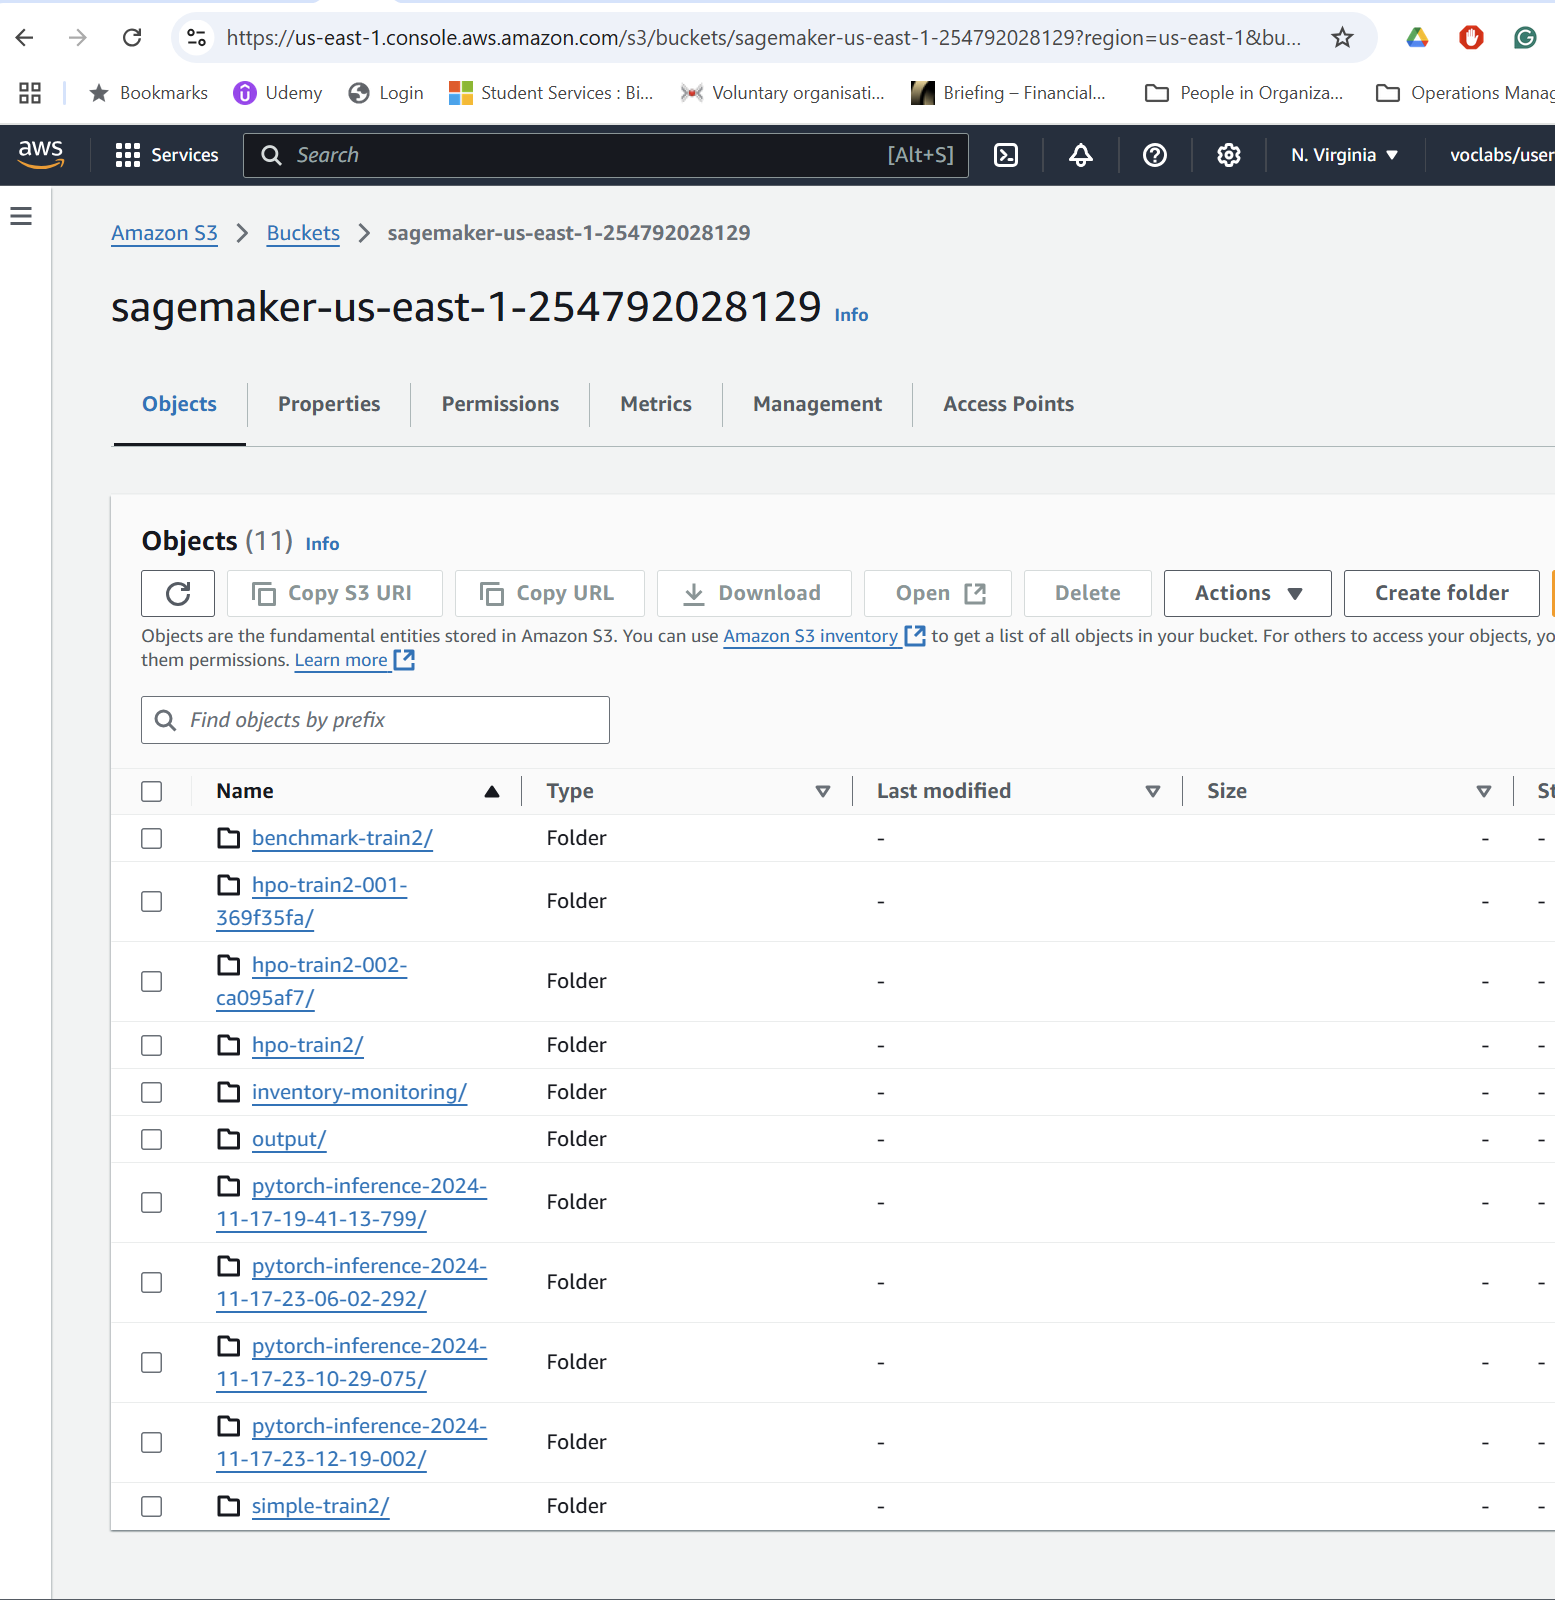 https://us-east-1.console.aws.amazon.com/s3/buckets/sagemaker-us-east-1-254792028129?region=us-east-1&bu...
Bookmarks Udemy Login Student Services : Bi... Voluntary organisati... Briefing – Financial... People in Organiza... Operations Manag
aws Services Search [Alt+S] N. Virginia voclabs/user
Amazon S3 Buckets sagemaker-us-east-1-254792028129
sagemaker-us-east-1-254792028129 Info
Objects Properties Permissions Metrics Management Access Points
Objects (11) Info
Copy S3 URI Copy URL Download Open Delete Actions Create folder
Objects are the fundamental entities stored in Amazon S3. You can use Amazon S3 inventory to get a list of all objects in your bucket. For others to access your objects, yo
them permissions. Learn more
Find objects by prefix
Name Type Last modified Size St
benchmark-train2/ Folder - - -
hpo-train2-001-
369f35fa/ Folder - - -
hpo-train2-002-
ca095af7/ Folder - - -
hpo-train2/ Folder - - -
inventory-monitoring/ Folder - - -
output/ Folder - - -
pytorch-inference-2024-
11-17-19-41-13-799/ Folder - - -
pytorch-inference-2024-
11-17-23-06-02-292/ Folder - - -
pytorch-inference-2024-
11-17-23-10-29-075/ Folder - - -
pytorch-inference-2024-
11-17-23-12-19-002/ Folder - - -
simple-train2/ Folder - - -